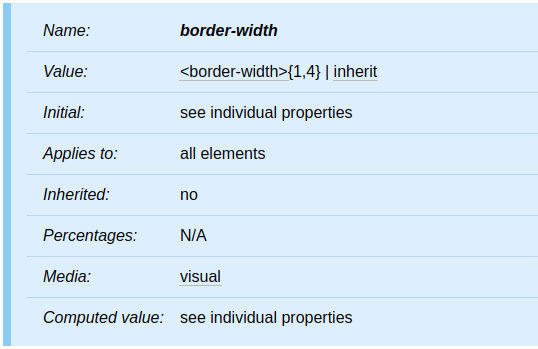 Name: border-width
Value: <border-width>{1,4} | inherit
Initial: see individual properties
Applies to: all elements
Inherited: no
Percentages: N/A
Media: visual
Computed value: see individual properties